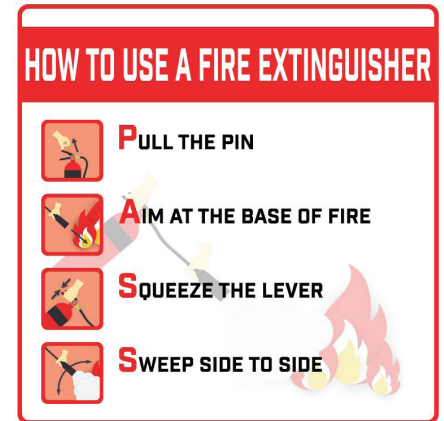 HOW TO USE A FIRE EXTINGUISHER
PULL THE PIN
AIM AT THE BASE OF FIRE
SQUEEZE THE LEVER
SWEEP SIDE TO SIDE